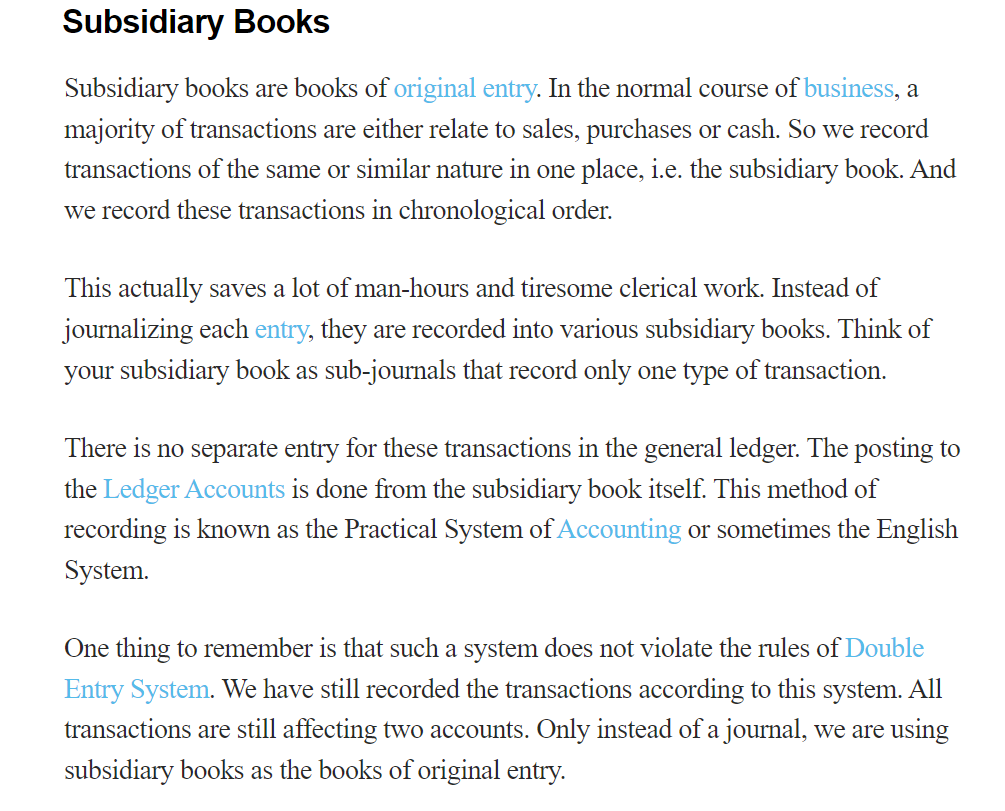 Subsidiary Books
Subsidiary books are books of original entry. In the normal course of business, a
majority of transactions are either relate to sales, purchases or cash. So we record
transactions of the same or similar nature in one place, i.e. the subsidiary book. And
we record these transactions in chronological order.
This actually saves a lot of man-hours and tiresome clerical work. Instead of
journalizing each entry, they are recorded into various subsidiary books. Think of
your subsidiary book as sub-journals that record only one type of transaction.
There is no separate entry for these transactions in the general ledger. The posting to
the Ledger Accounts is done from the subsidiary book itself. This method of
recording is known as the Practical System of Accounting or sometimes the English
System.
One thing to remember is that such a system does not violate the rules of Double
Entry System. We have still recorded the transactions according to this system. All
transactions are still affecting two accounts. Only instead of a journal, we are using
subsidiary books as the books of original entry.